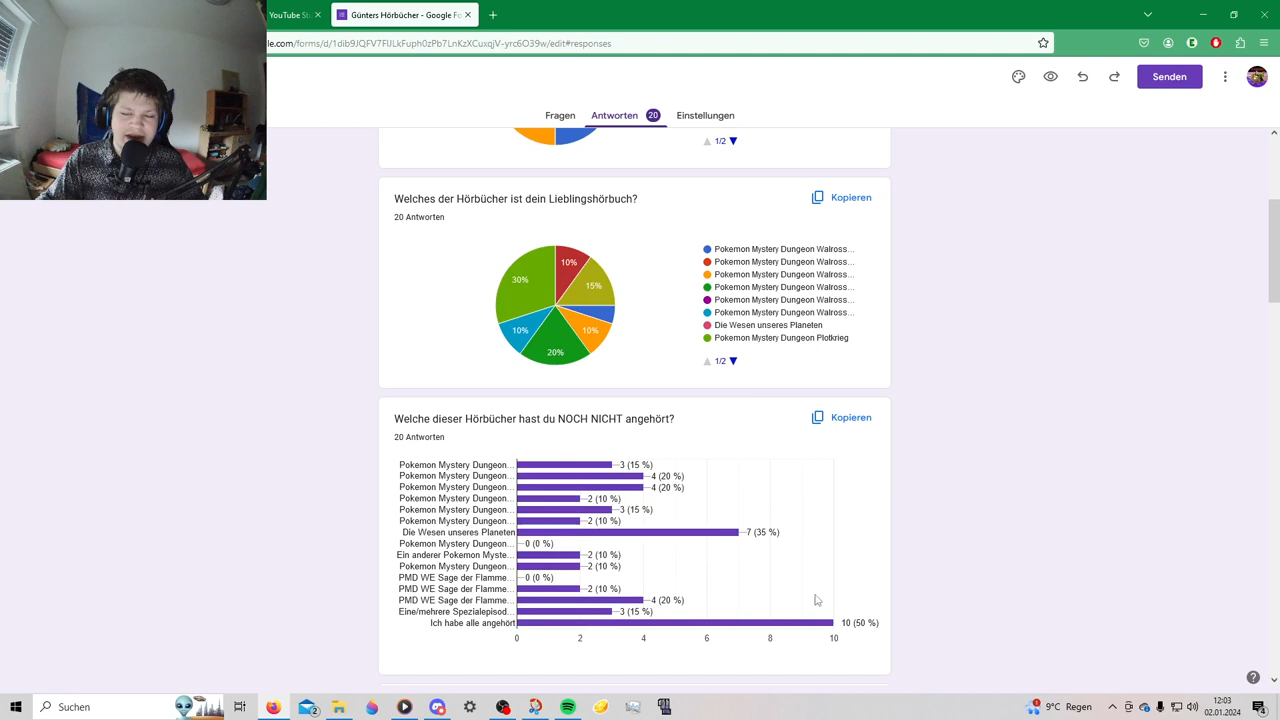 YouTube St
Günters Hörbücher - Google Fo
le.com/forms/d/1dib9JQFV7FlJLkFuph0zPb7LnKzXCuxqjV-yrc6O39w/edit#responses
Senden
Fragen
Antworten 20
Einstellungen
1/2
Welches der Hörbücher ist dein Lieblingshörbuch?
Kopieren
20 Antworten
10%
15%
10%
20%
10%
30%
Pokemon Mystery Dungeon Walross…
Pokemon Mystery Dungeon Walross…
Pokemon Mystery Dungeon Walross…
Pokemon Mystery Dungeon Walross…
Pokemon Mystery Dungeon Walross…
Pokemon Mystery Dungeon Walross…
Die Wesen unseres Planeten
Pokemon Mystery Dungeon Plotkrieg
1/2
Welche dieser Hörbücher hast du NOCH NICHT angehört?
Kopieren
20 Antworten
Pokemon Mystery Dungeon… 3 (15 %)
Pokemon Mystery Dungeon… 4 (20 %)
Pokemon Mystery Dungeon… 4 (20 %)
Pokemon Mystery Dungeon… 2 (10 %)
Pokemon Mystery Dungeon… 3 (15 %)
Pokemon Mystery Dungeon… 2 (10 %)
Die Wesen unseres Planeten 7 (35 %)
Pokemon Mystery Dungeon… 0 (0 %)
Ein anderer Pokemon Myste… 2 (10 %)
Pokemon Mystery Dungeon… 2 (10 %)
PMD WE Sage der Flamme… 0 (0 %)
PMD WE Sage der Flamme… 2 (10 %)
PMD WE Sage der Flamme… 4 (20 %)
Eine/mehrere Spezialepisod… 3 (15 %)
Ich habe alle angehört 10 (50 %)
0 2 4 6 8 10
Suchen
2
9°C Regen
12:03
02.01.2024
4